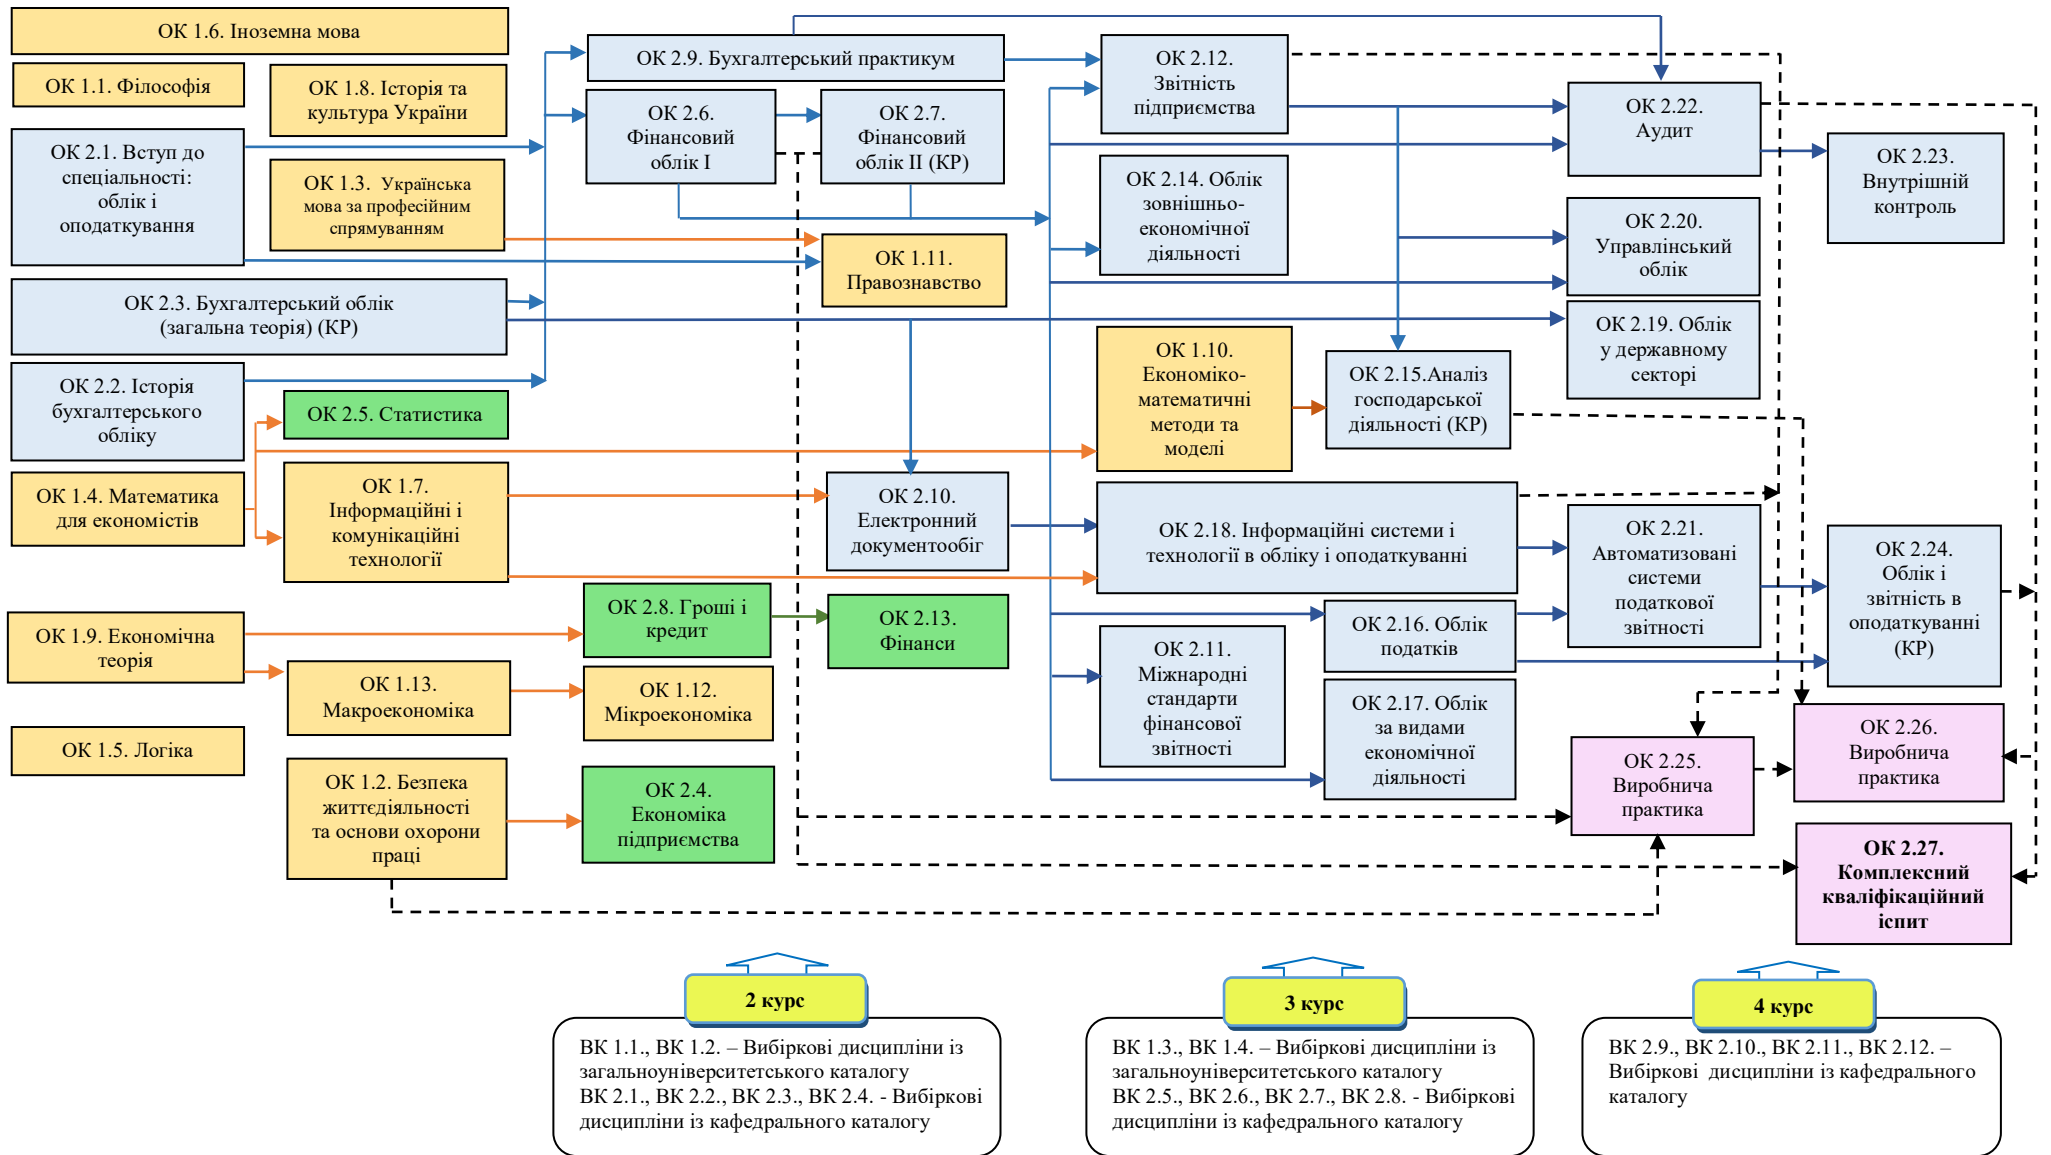 ОК 1.6. Іноземна мова
ОК 1.1. Філософія
ОК 1.8. Історія та
культура України
ОК 2.1. Вступ до
спеціальності:
облік і
оподаткування
ОК 1.3. Українська
мова за професійним
спрямуванням
ОК 2.3. Бухгалтерський облік
(загальна теорія) (КР)
ОК 2.2. Історія
бухгалтерського
обліку
ОК 2.5. Статистика
ОК 1.4. Математика
для економістів
ОК 1.7.
Інформаційні і
комунікаційні
технології
ОК 1.9. Економічна
теорія
ОК 1.13.
Макроекономіка
ОК 1.5. Логіка
ОК 1.2. Безпека
життєдіяльності
та основи охорони
праці
ОК 2.9. Бухгалтерський практикум
ОК 2.6.
Фінансовий
облік І
ОК 2.7.
Фінансовий
облік ІІ (КР)
ОК 1.11.
Правознавство
ОК 2.10.
Електронний
документообіг
ОК 2.8. Гроші і
кредит
ОК 2.13.
Фінанси
ОК 1.12.
Мікроекономіка
ОК 2.4.
Економіка
підприємства
ОК 2.12.
Звітність
підприємства
ОК 2.14. Облік
зовнішньо-
економічної
діяльності
ОК 1.10.
Економіко-
математичні
методи та
моделі
ОК 2.15.Аналіз
господарської
діяльності (КР)
ОК 2.18. Інформаційні системи і
технології в обліку і оподаткуванні
ОК 2.11.
Міжнародні
стандарти
фінансової
звітності
ОК 2.16. Облік
податків
ОК 2.17. Облік
за видами
економічної
діяльності
ОК 2.22.
Аудит
ОК 2.23.
Внутрішній
контроль
ОК 2.20.
Управлінський
облік
ОК 2.19. Облік
у державному
секторі
ОК 2.21.
Автоматизовані
системи
податкової
звітності
ОК 2.24.
Облік і
звітність в
оподаткуванні
(КР)
ОК 2.25.
Виробнича
практика
ОК 2.26.
Виробнича
практика
ОК 2.27.
Комплексний
кваліфікаційний
іспит
2 курс
ВК 1.1., ВК 1.2. – Вибіркові дисципліни із
загальноуніверситетського каталогу
ВК 2.1., ВК 2.2., ВК 2.3., ВК 2.4. - Вибіркові
дисципліни із кафедрального каталогу
3 курс
ВК 1.3., ВК 1.4. – Вибіркові дисципліни із
загальноуніверситетського каталогу
ВК 2.5., ВК 2.6., ВК 2.7., ВК 2.8. - Вибіркові
дисципліни із кафедрального каталогу
4 курс
ВК 2.9., ВК 2.10., ВК 2.11., ВК 2.12. –
Вибіркові дисципліни із кафедрального
каталогу